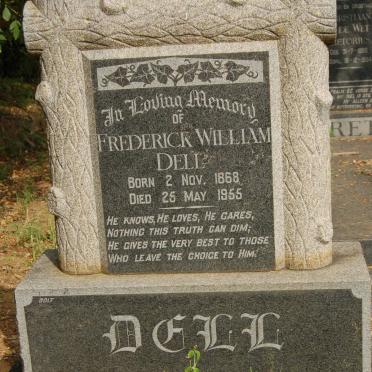 In Loving Memory
OF
FREDERICK WILLIAM
DELL
BORN 2 NOV. 1868
DIED 25 MAY 1955
HE KNOWS, HE LOVES, HE CARES,
NOTHING THIS TRUTH CAN DIM;
HE GIVES THE VERY BEST TO THOSE
WHO LEAVE THE CHOICE TO HIM.
DELL